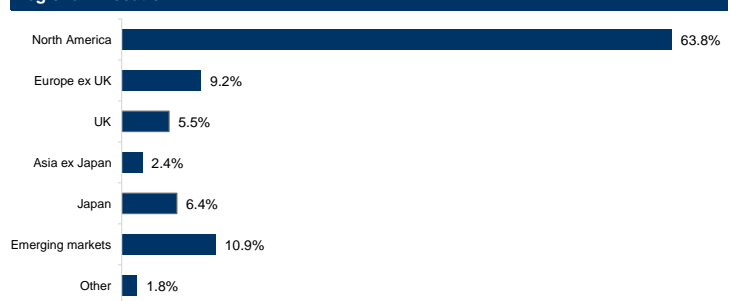 North America 63.8%
Europe ex UK 9.2%
UK 5.5%
Asia ex Japan 2.4%
Japan 6.4%
Emerging markets 10.9%
Other 1.8%